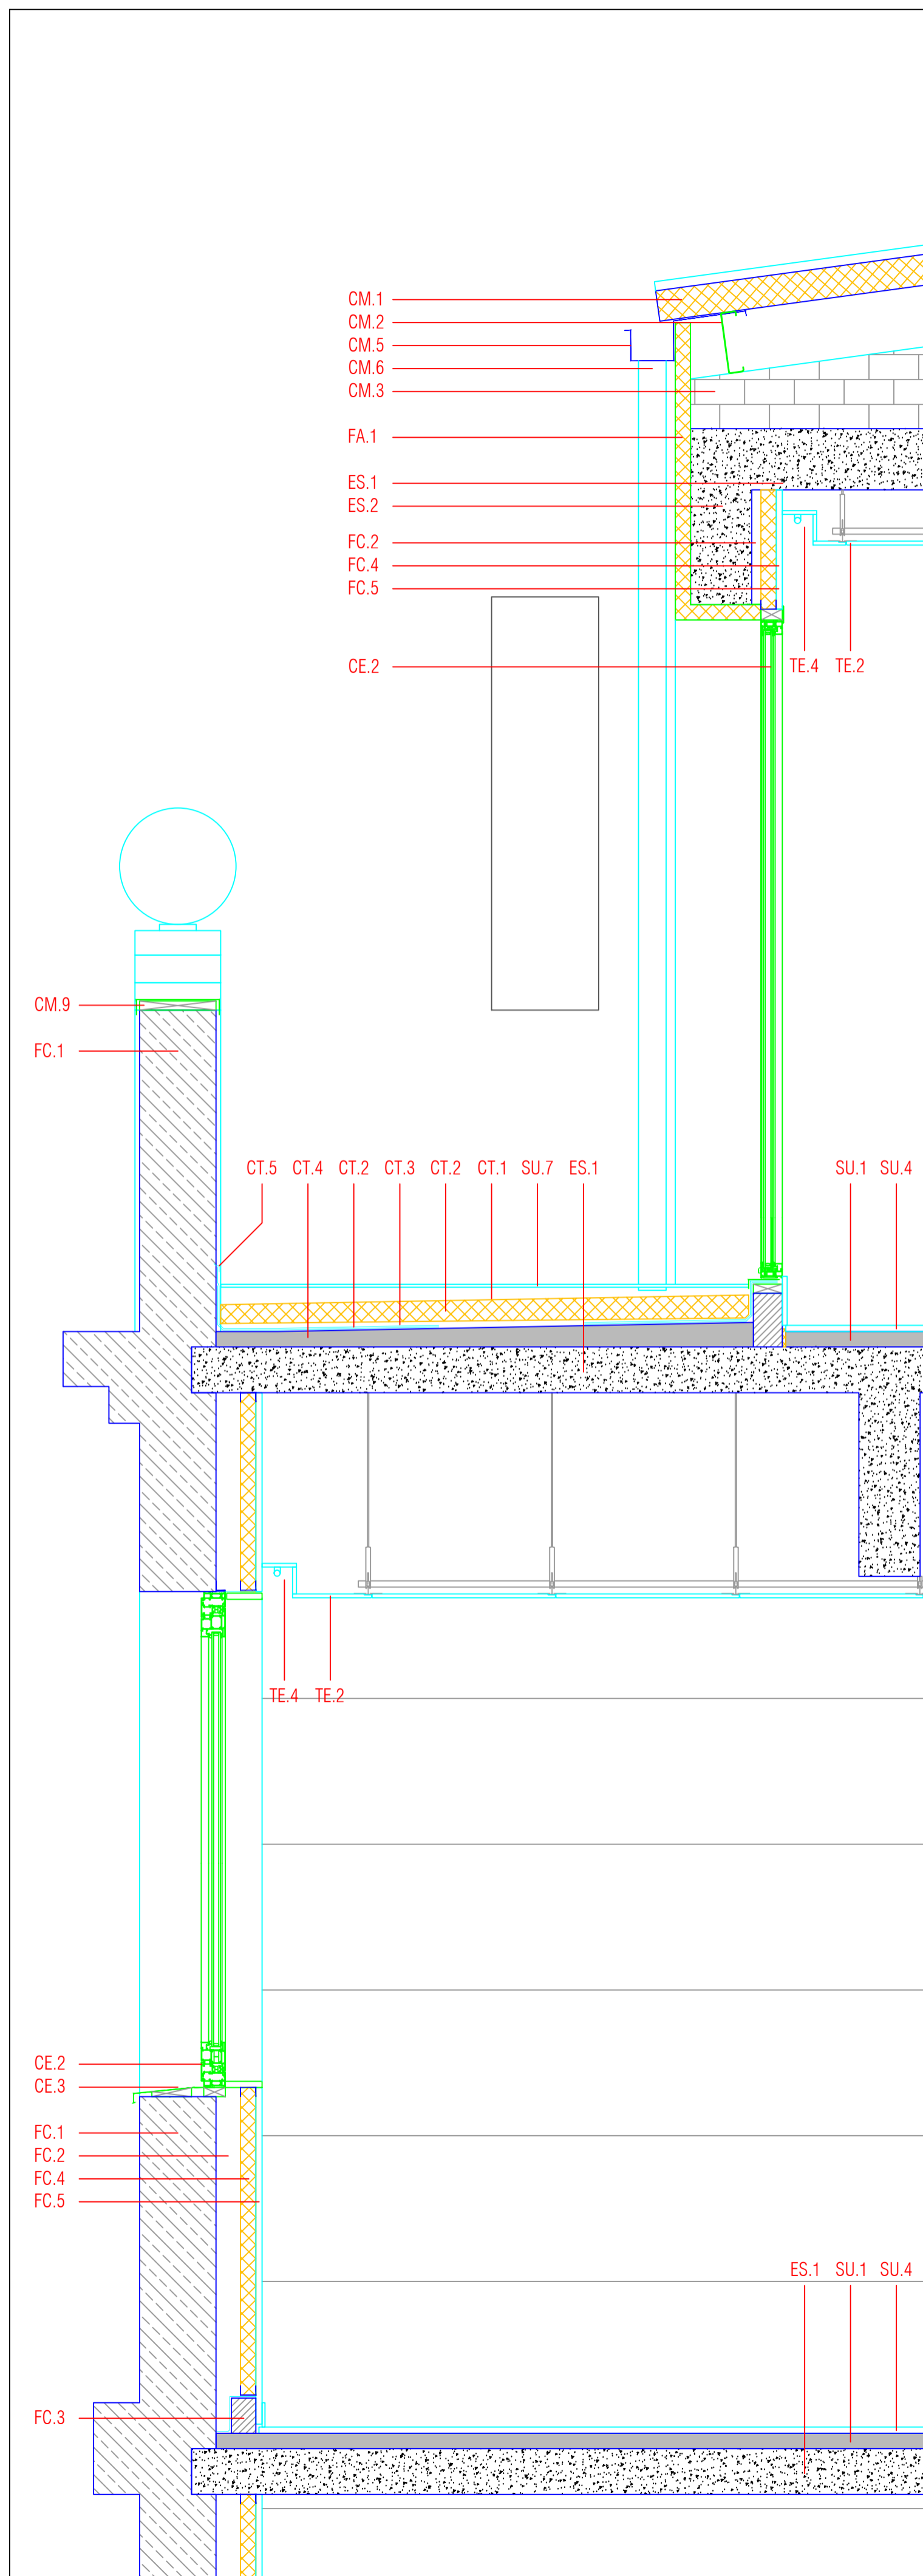 CM.1
CM.2
CM.5
CM.6
CM.3
FA.1
ES.1
ES.2
FC.2
FC.4
FC.5
CE.2
TE.4 TE.2
CM.9
FC.1
CT.5 CT.4 CT.2 CT.3 CT.2 CT.1 SU.7 ES.1 SU.1 SU.4
TE.4 TE.2
CE.2
CE.3
FC.1
FC.2
FC.4
FC.5
ES.1 SU.1 SU.4
FC.3